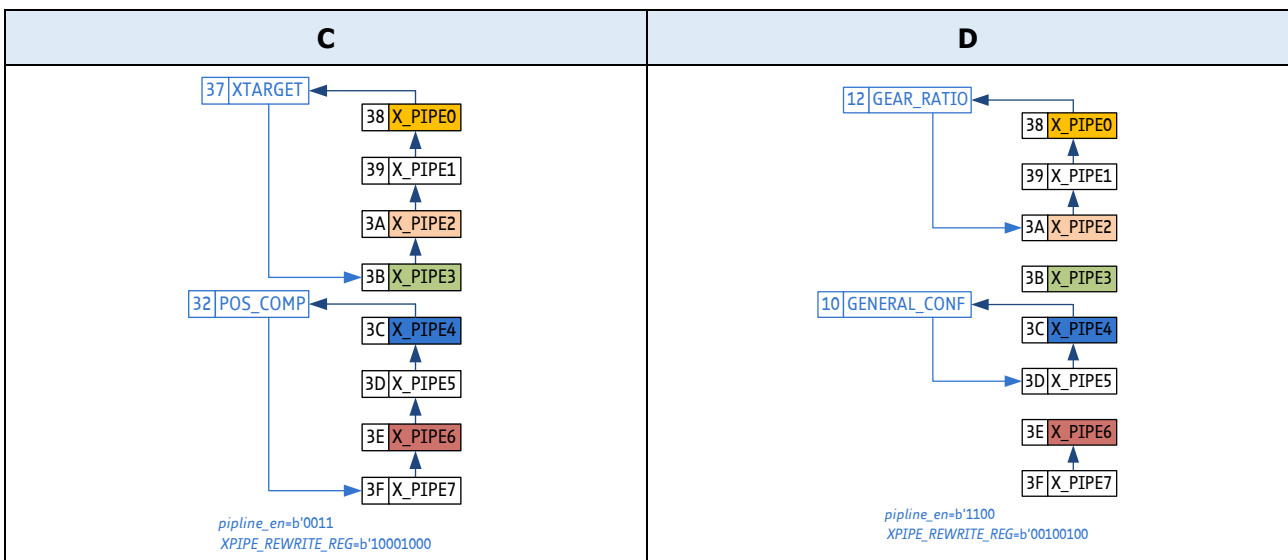 C
D
37 XTARGET
38 X_PIPE0
39 X_PIPE1
3A X_PIPE2
3B X_PIPE3
32 POS_COMP
3C X_PIPE4
3D X_PIPE5
3E X_PIPE6
3F X_PIPE7
pipline_en=b'0011
XPIPE_REWRITE_REG=b'10001000
12 GEAR_RATIO
38 X_PIPE0
39 X_PIPE1
3A X_PIPE2
3B X_PIPE3
10 GENERAL_CONF
3C X_PIPE4
3D X_PIPE5
3E X_PIPE6
3F X_PIPE7
pipline_en=b'1100
XPIPE_REWRITE_REG=b'00100100